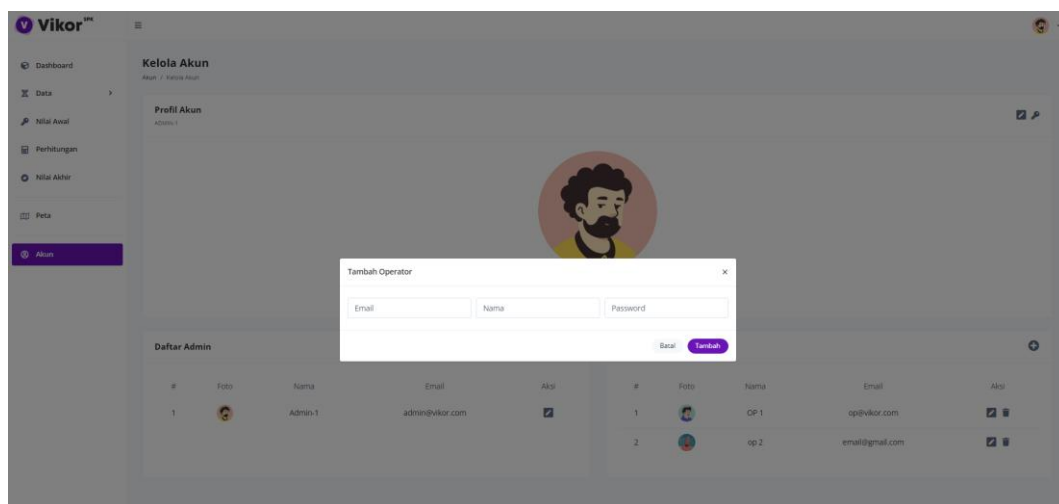 Vikor SPK
Dashboard
Data
Nilai Awal
Perhitungan
Nilai Akhir
Peta
Akun
Kelola Akun
Akun / Kelola Akun
Profil Akun
ADMIN-1
Tambah Operator
×
Email Nama Password
Batal Tambah
Daftar Admin
# Foto Nama Email Aksi
1 Admin-1 admin@vikor.com
# Foto Nama Email Aksi
1 OP 1 op@vikor.com
2 op 2 email@gmail.com